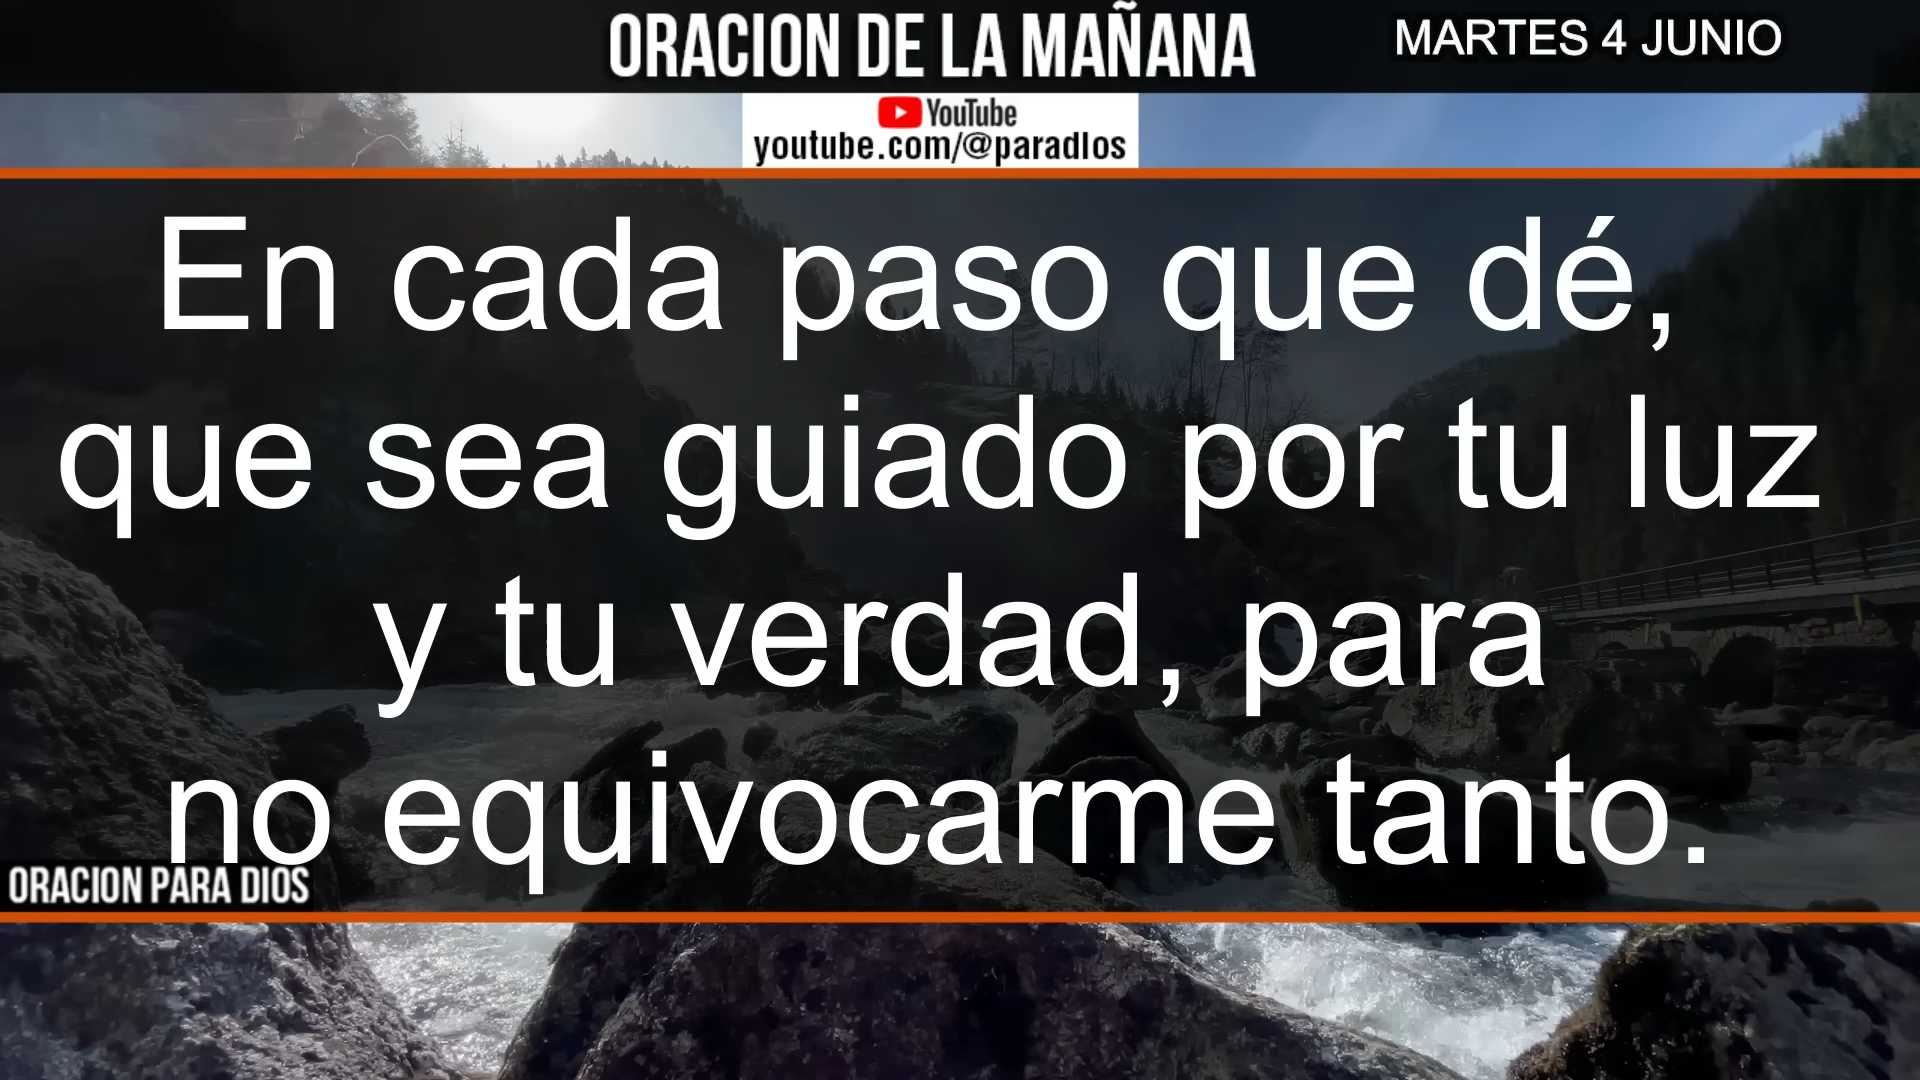 ORACION DE LA MAÑANA
MARTES 4 JUNIO
YouTube
youtube.com/@paradIos
En cada paso que dé,
que sea guiado por tu luz
y tu verdad, para
no equivocarme tanto.
ORACION PARA DIOS